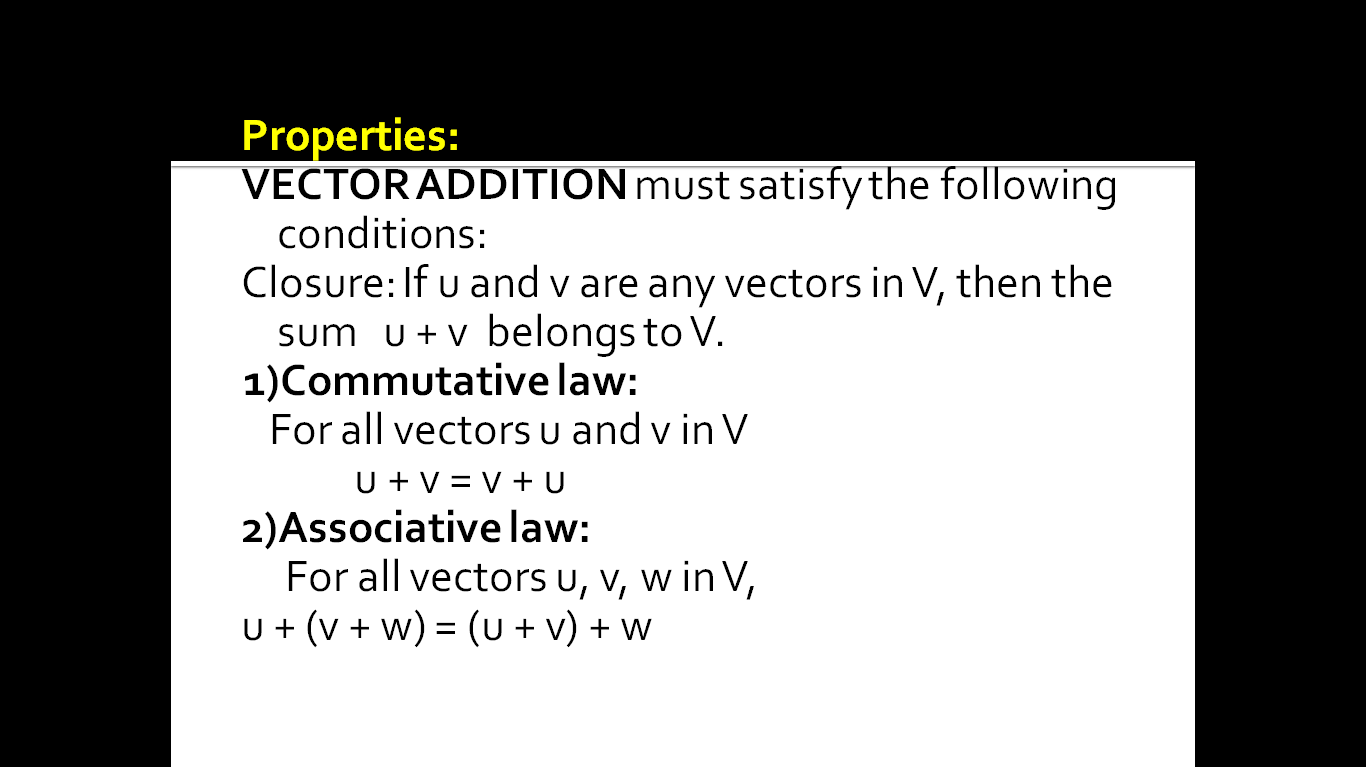 Properties:
VECTOR ADDITION must satisfy the following
conditions:
Closure: If u and v are any vectors in V, then the
sum u + v belongs to V.
1)Commutative law:
For all vectors u and v in V
u + v = v + u
2)Associative law:
For all vectors u, v, w in V,
u + (v + w) = (u + v) + w